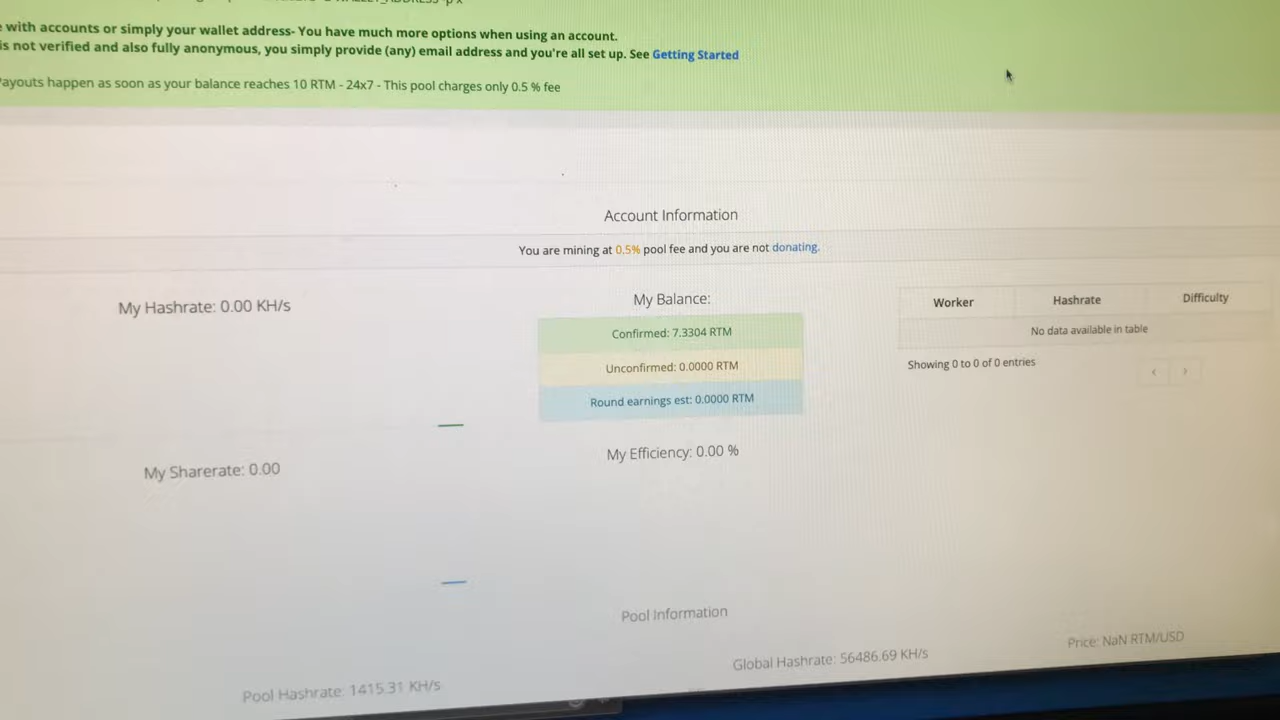 with accounts or simply your wallet address- You have much more options when using an account.
is not verified and also fully anonymous, you simply provide (any) email address and you're all set up. See Getting Started
Payouts happen as soon as your balance reaches 10 RTM - 24x7 - This pool charges only 0.5 % fee
Account Information
You are mining at 0.5% pool fee and you are not donating.
My Hashrate: 0.00 KH/s
My Balance:
Confirmed: 7.3304 RTM
Unconfirmed: 0.0000 RTM
Round earnings est: 0.0000 RTM
My Efficiency: 0.00 %
Worker Hashrate Difficulty
No data available in table
Showing 0 to 0 of 0 entries
‹ ›
My Sharerate: 0.00
Pool Information
Pool Hashrate: 1415.31 KH/s
Global Hashrate: 56486.69 KH/s
Price: NaN RTM/USD